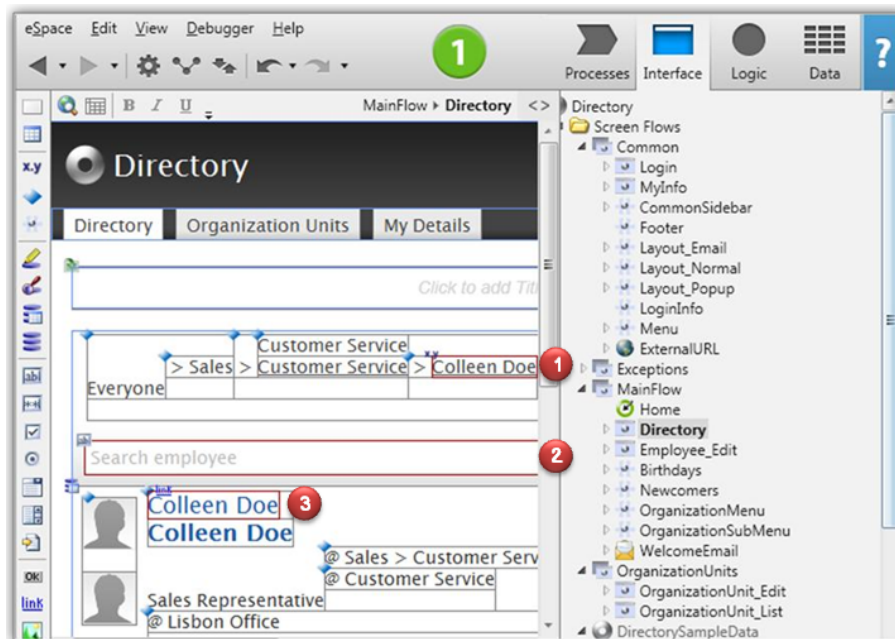 eSpace Edit View Debugger Help
1
Processes Interface Logic Data
?
B I U
MainFlow ▸ Directory <>
x.y
abl
OK
link
Directory
Directory Organization Units My Details
Click to add Tit
Customer Service
> Sales > Customer Service > Colleen Doe
x.y
1
Everyone
abl
Search employee
2
link
Colleen Doe
3
Colleen Doe
@ Sales > Customer Serv
@ Customer Service
Sales Representative
@ Lisbon Office
Directory
Screen Flows
Common
Login
MyInfo
CommonSidebar
Footer
Layout_Email
Layout_Normal
Layout_Popup
LoginInfo
Menu
ExternalURL
Exceptions
MainFlow
Home
Directory
Employee_Edit
Birthdays
Newcomers
OrganizationMenu
OrganizationSubMenu
WelcomeEmail
OrganizationUnits
OrganizationUnit_Edit
OrganizationUnit_List
DirectorySampleData